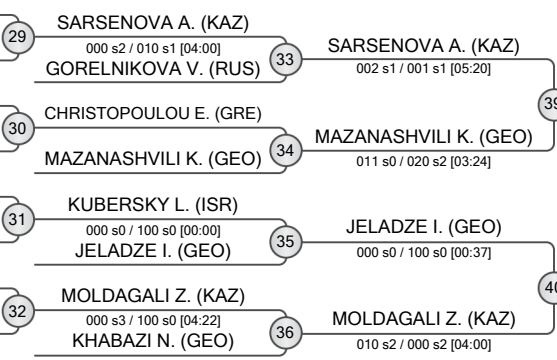 29
SARSENOVA A. (KAZ)
000 s2 / 010 s1 [04:00]
GORELNIKOVA V. (RUS)
33
SARSENOVA A. (KAZ)
002 s1 / 001 s1 [05:20]
39
30
CHRISTOPOULOU E. (GRE)
MAZANASHVILI K. (GEO)
34
MAZANASHVILI K. (GEO)
011 s0 / 020 s2 [03:24]
31
KUBERSKY L. (ISR)
000 s0 / 100 s0 [00:00]
JELADZE I. (GEO)
35
JELADZE I. (GEO)
000 s0 / 100 s0 [00:37]
40
32
MOLDAGALI Z. (KAZ)
000 s3 / 100 s0 [04:22]
KHABAZI N. (GEO)
36
MOLDAGALI Z. (KAZ)
010 s2 / 000 s2 [04:00]